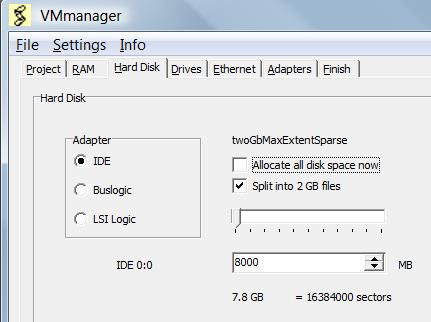 VMmanager
File Settings Info
Project RAM Hard Disk Drives Ethernet Adapters Finish
Hard Disk
Adapter
IDE
Buslogic
LSI Logic
twoGbMaxExtentSparse
Allocate all disk space now
Split into 2 GB files
IDE 0:0 8000 MB
7.8 GB = 16384000 sectors